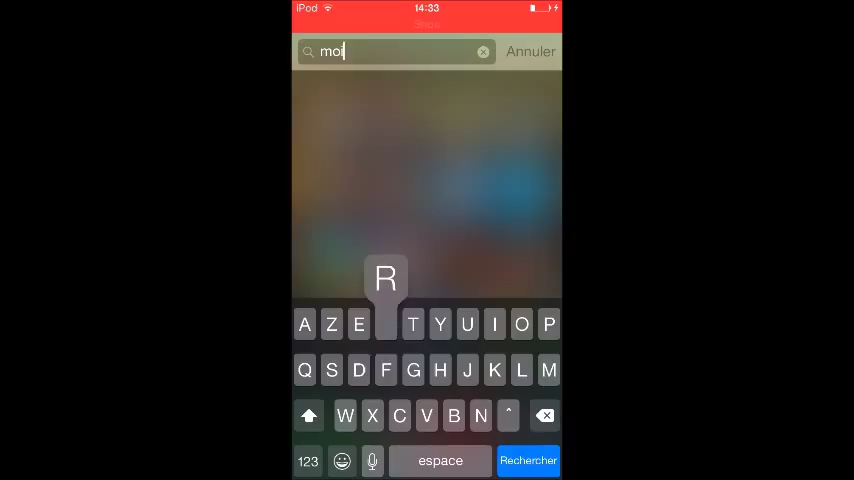 iPod 14:33
moi Annuler
R
A Z E T Y U I O P
Q S D F G H J K L M
W X C V B N ^
123 espace Rechercher